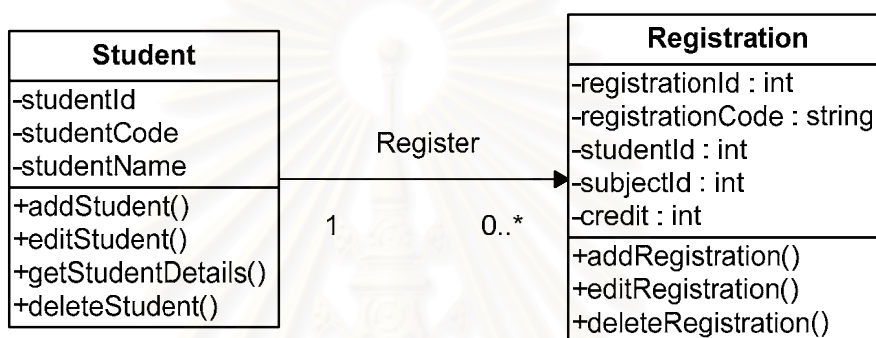 Student
-studentId
-studentCode
-studentName
+addStudent()
+editStudent()
+getStudentDetails()
+deleteStudent()
Register
1
0..*
Registration
-registrationId : int
-registrationCode : string
-studentId : int
-subjectId : int
-credit : int
+addRegistration()
+editRegistration()
+deleteRegistration()